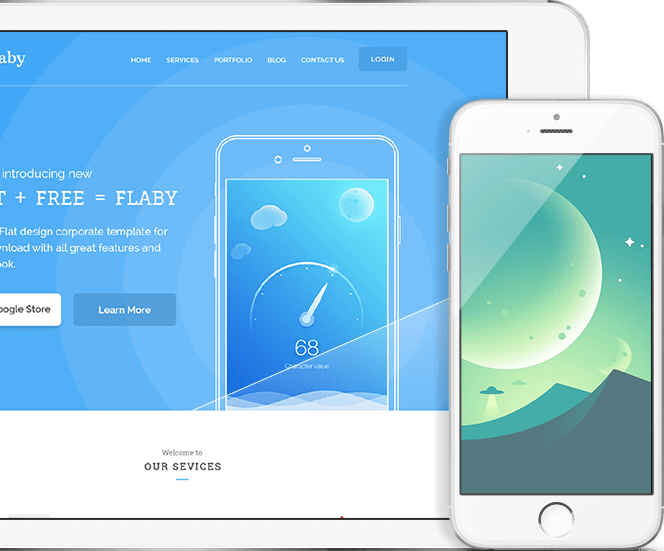 aby
HOME SERVICES PORTFOLIO BLOG CONTACT US LOGIN
introducing new
T + FREE = FLABY
Flat design corporate template for
nload with all great features and
ook.
oogle Store Learn More
68
Character value
Welcome to
OUR SEVICES